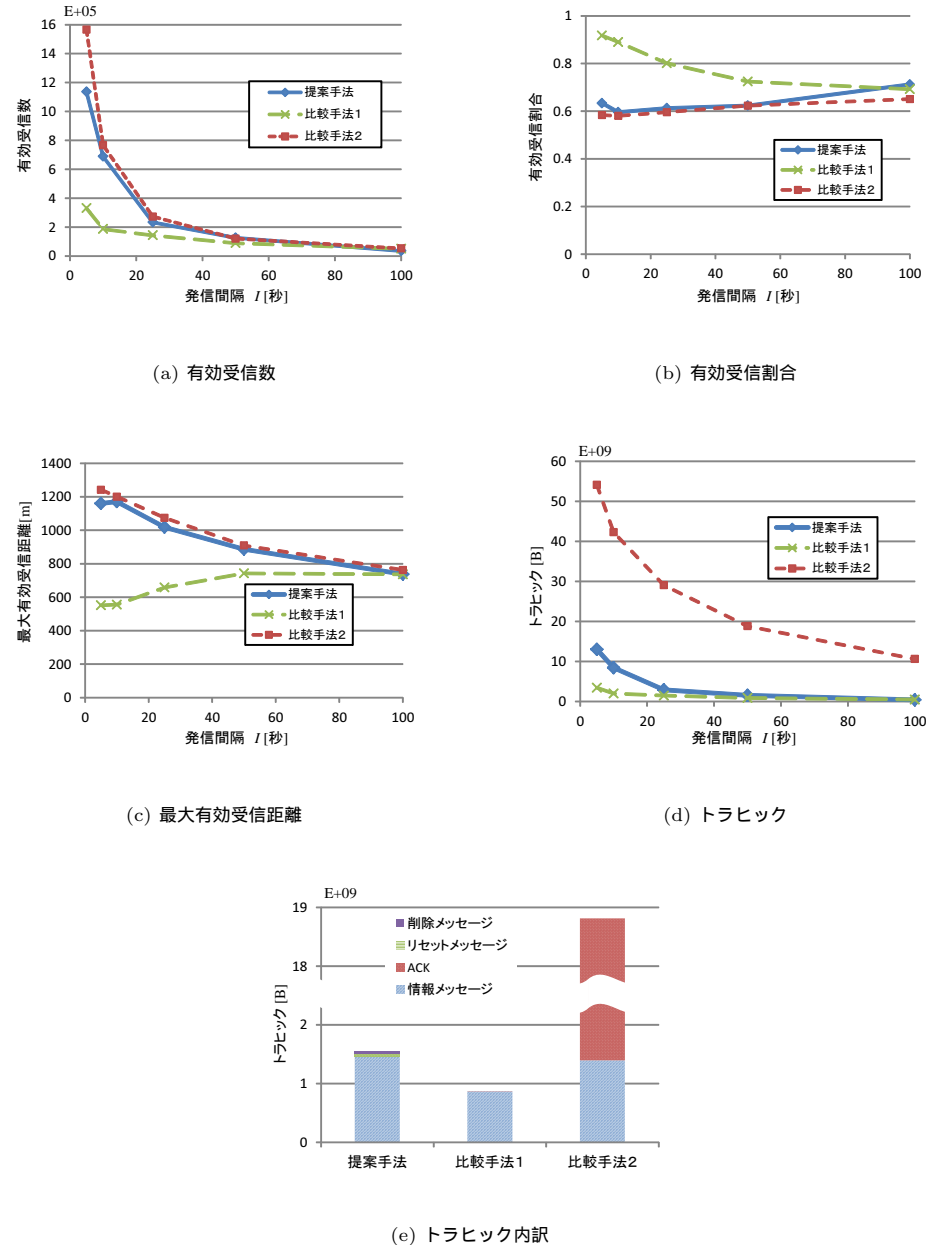 E+05
16
14
12
10
8
6
4
2
0
有効受信数
提案手法
比較手法1
比較手法2
0 20 40 60 80 100
発信間隔 I [秒]
(a) 有効受信数
1
0.8
0.6
0.4
0.2
0
有効受信割合
提案手法
比較手法1
比較手法2
0 20 40 60 80 100
発信間隔 I [秒]
(b) 有効受信割合
1400
1200
1000
800
600
400
200
0
最大有効受信距離[m]
提案手法
比較手法1
比較手法2
0 20 40 60 80 100
発信間隔 I [秒]
(c) 最大有効受信距離
E+09
60
50
40
30
20
10
0
トラヒック [B]
提案手法
比較手法1
比較手法2
0 20 40 60 80 100
発信間隔 I [秒]
(d) トラヒック
E+09
19
18
2
1
0
トラヒック [B]
削除メッセージ
リセットメッセージ
ACK
情報メッセージ
提案手法 比較手法1 比較手法2
(e) トラヒック内訳